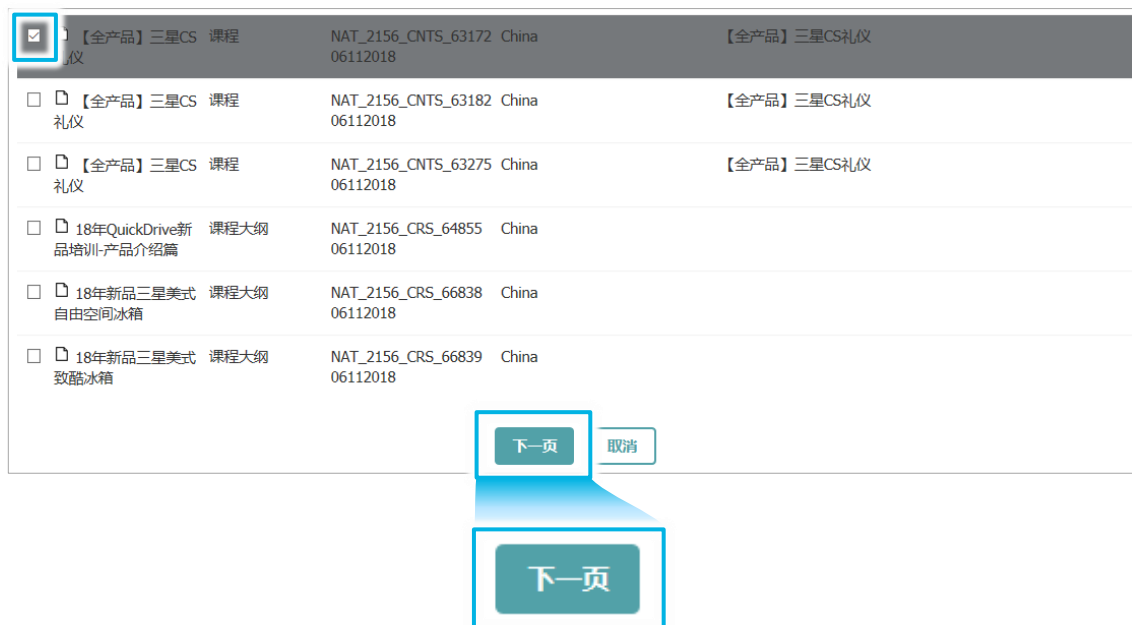 【全产品】三星CS 课程 NAT_2156_CNTS_63172 China 【全产品】三星CS礼仪
仪 06112018
【全产品】三星CS 课程 NAT_2156_CNTS_63182 China 【全产品】三星CS礼仪
礼仪 06112018
【全产品】三星CS 课程 NAT_2156_CNTS_63275 China 【全产品】三星CS礼仪
礼仪 06112018
18年QuickDrive新 课程大纲 NAT_2156_CRS_64855 China
品培训-产品介绍篇 06112018
18年新品三星美式 课程大纲 NAT_2156_CRS_66838 China
自由空间冰箱 06112018
18年新品三星美式 课程大纲 NAT_2156_CRS_66839 China
致酷冰箱 06112018
下一页 取消
下一页